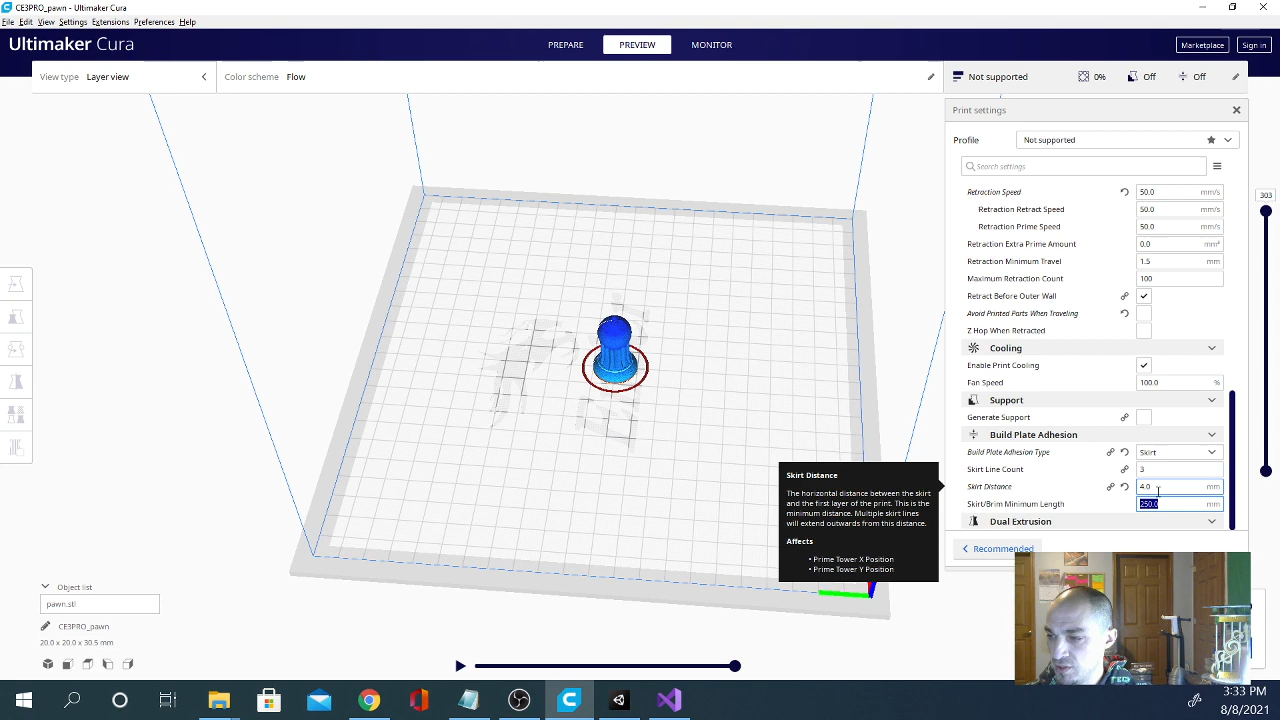 CE3PRO_pawn - Ultimaker Cura
File Edit View Settings Extensions Preferences Help
Ultimaker Cura
PREPARE
PREVIEW
MONITOR
Marketplace
Sign in
View type Layer view
Color scheme Flow
Not supported
0%
Off
Off
Print settings
Profile
Not supported
Search settings
303
Retraction Speed 50.0 mm/s
Retraction Retract Speed 50.0 mm/s
Retraction Prime Speed 50.0 mm/s
Retraction Extra Prime Amount 0.0 mm³
Retraction Minimum Travel 1.5 mm
Maximum Retraction Count 100
Retract Before Outer Wall
Avoid Printed Parts When Traveling
Z Hop When Retracted
Cooling
Enable Print Cooling
Fan Speed 100.0 %
Support
Generate Support
Build Plate Adhesion
Build Plate Adhesion Type Skirt
Skirt Line Count 3
Skirt Distance 4.0 mm
Skirt/Brim Minimum Length 250.0 mm
Dual Extrusion
Recommended
Skirt Distance
The horizontal distance between the skirt
and the first layer of the print. This is the
minimum distance. Multiple skirt lines
will extend outwards from this distance.
Affects
• Prime Tower X Position
• Prime Tower Y Position
Object list
pawn.stl
CE3PRO_pawn
20.0 x 20.0 x 30.5 mm
3:33 PM
8/8/2021